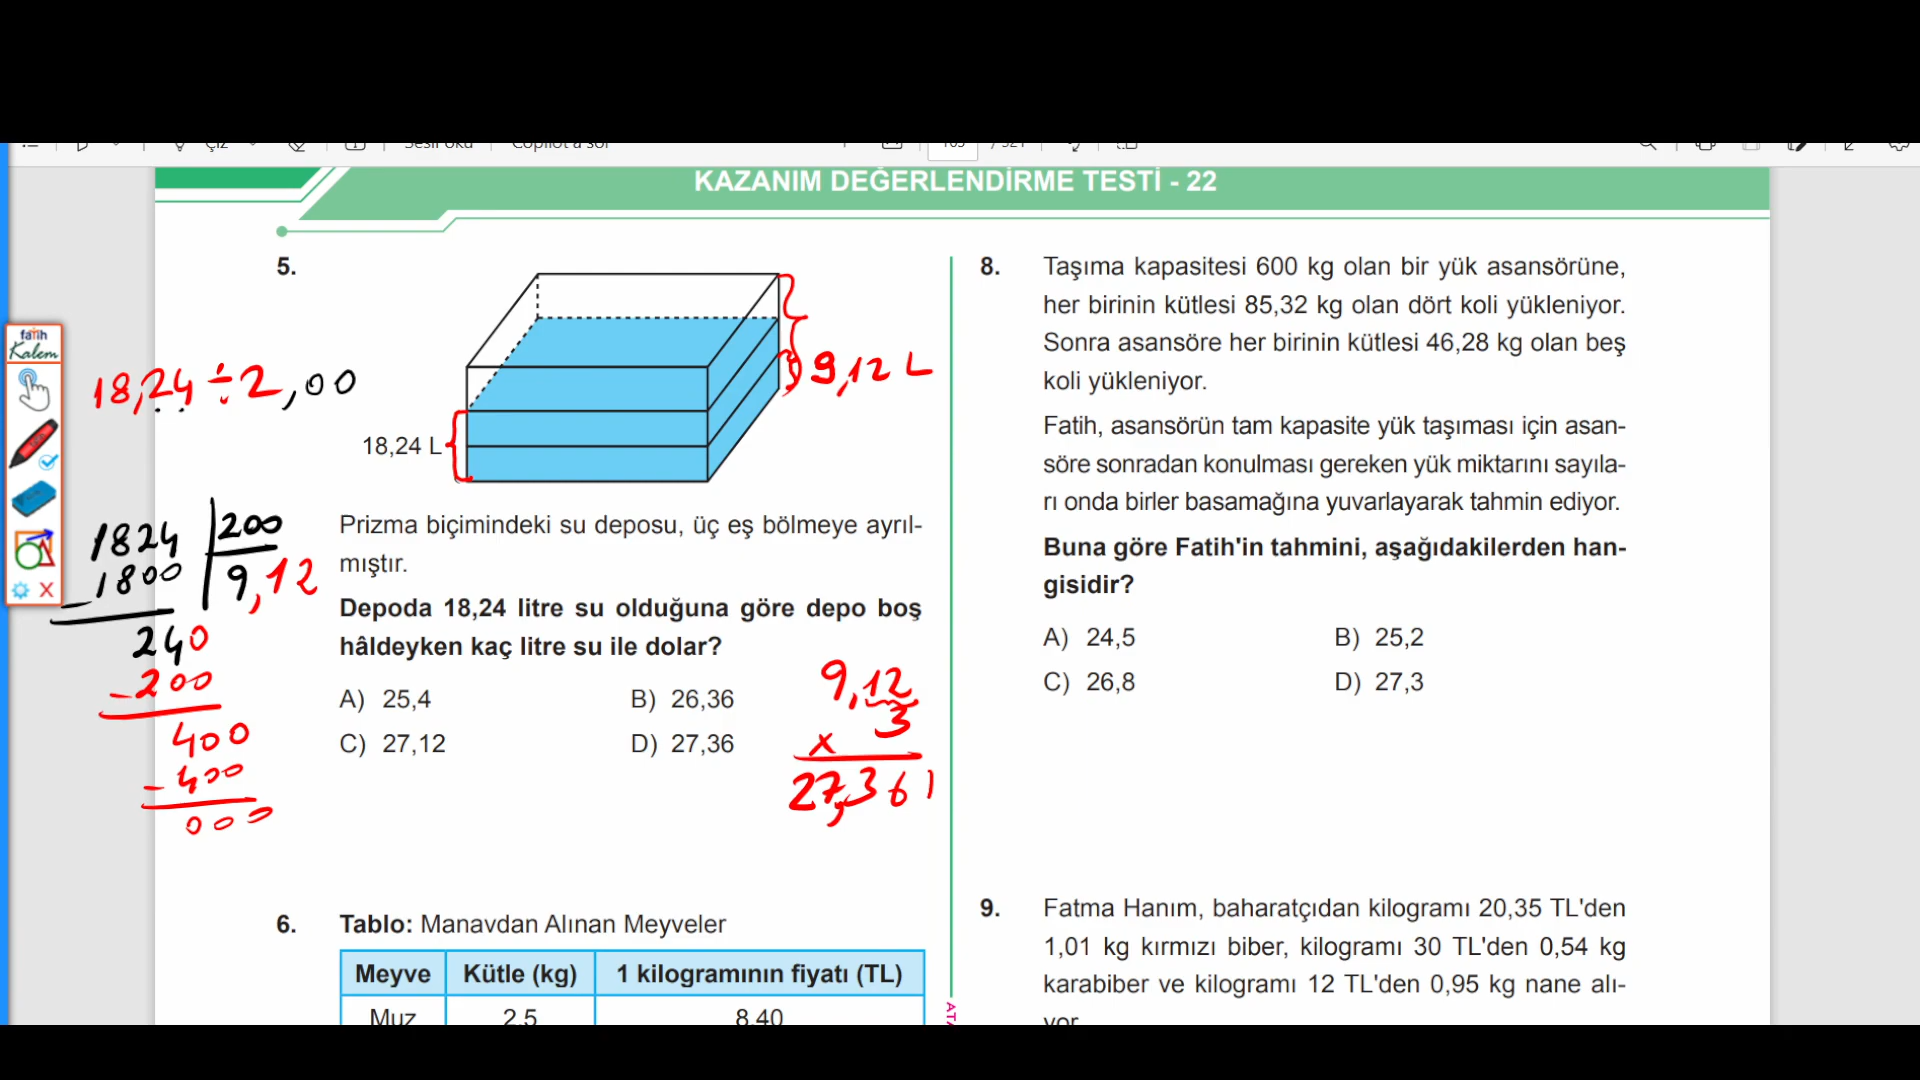 Çiz
Sesli oku
Copilot'a sor
KAZANIM DEĞERLENDİRME TESTİ - 22
fatih
Kalem
5.
18,24 L
9,12 L
18,24 ÷ 2,00
1824 | 200
- 1800 | 9,12
240
- 200
400
- 400
000
Prizma biçimindeki su deposu, üç eş bölmeye ayrıl-
mıştır.
Depoda 18,24 litre su olduğuna göre depo boş
hâldeyken kaç litre su ile dolar?
A) 25,4 B) 26,36
C) 27,12 D) 27,36
9,12
x 3
27,36
6. Tablo: Manavdan Alınan Meyveler
Meyve Kütle (kg) 1 kilogramının fiyatı (TL)
Muz 2,5 8,40
8. Taşıma kapasitesi 600 kg olan bir yük asansörüne,
her birinin kütlesi 85,32 kg olan dört koli yükleniyor.
Sonra asansöre her birinin kütlesi 46,28 kg olan beş
koli yükleniyor.
Fatih, asansörün tam kapasite yük taşıması için asan-
söre sonradan konulması gereken yük miktarını sayıla-
rı onda birler basamağına yuvarlayarak tahmin ediyor.
Buna göre Fatih'in tahmini, aşağıdakilerden han-
gisidir?
A) 24,5 B) 25,2
C) 26,8 D) 27,3
9. Fatma Hanım, baharatçıdan kilogramı 20,35 TL'den
1,01 kg kırmızı biber, kilogramı 30 TL'den 0,54 kg
karabiber ve kilogramı 12 TL'den 0,95 kg nane alı-
yor.